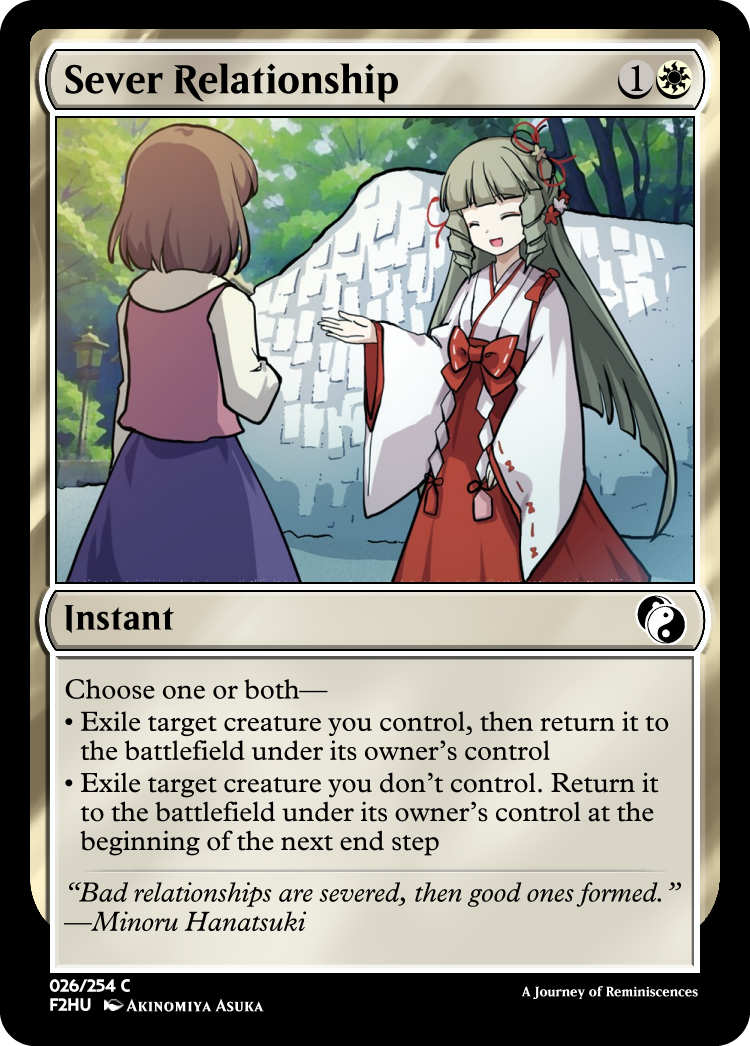 Sever Relationship 1
Instant
Choose one or both—
• Exile target creature you control, then return it to
the battlefield under its owner's control
• Exile target creature you don't control. Return it
to the battlefield under its owner's control at the
beginning of the next end step
“Bad relationships are severed, then good ones formed.”
—Minoru Hanatsuki
026/254 C
F2HU Akinomiya Asuka
A Journey of Reminiscences